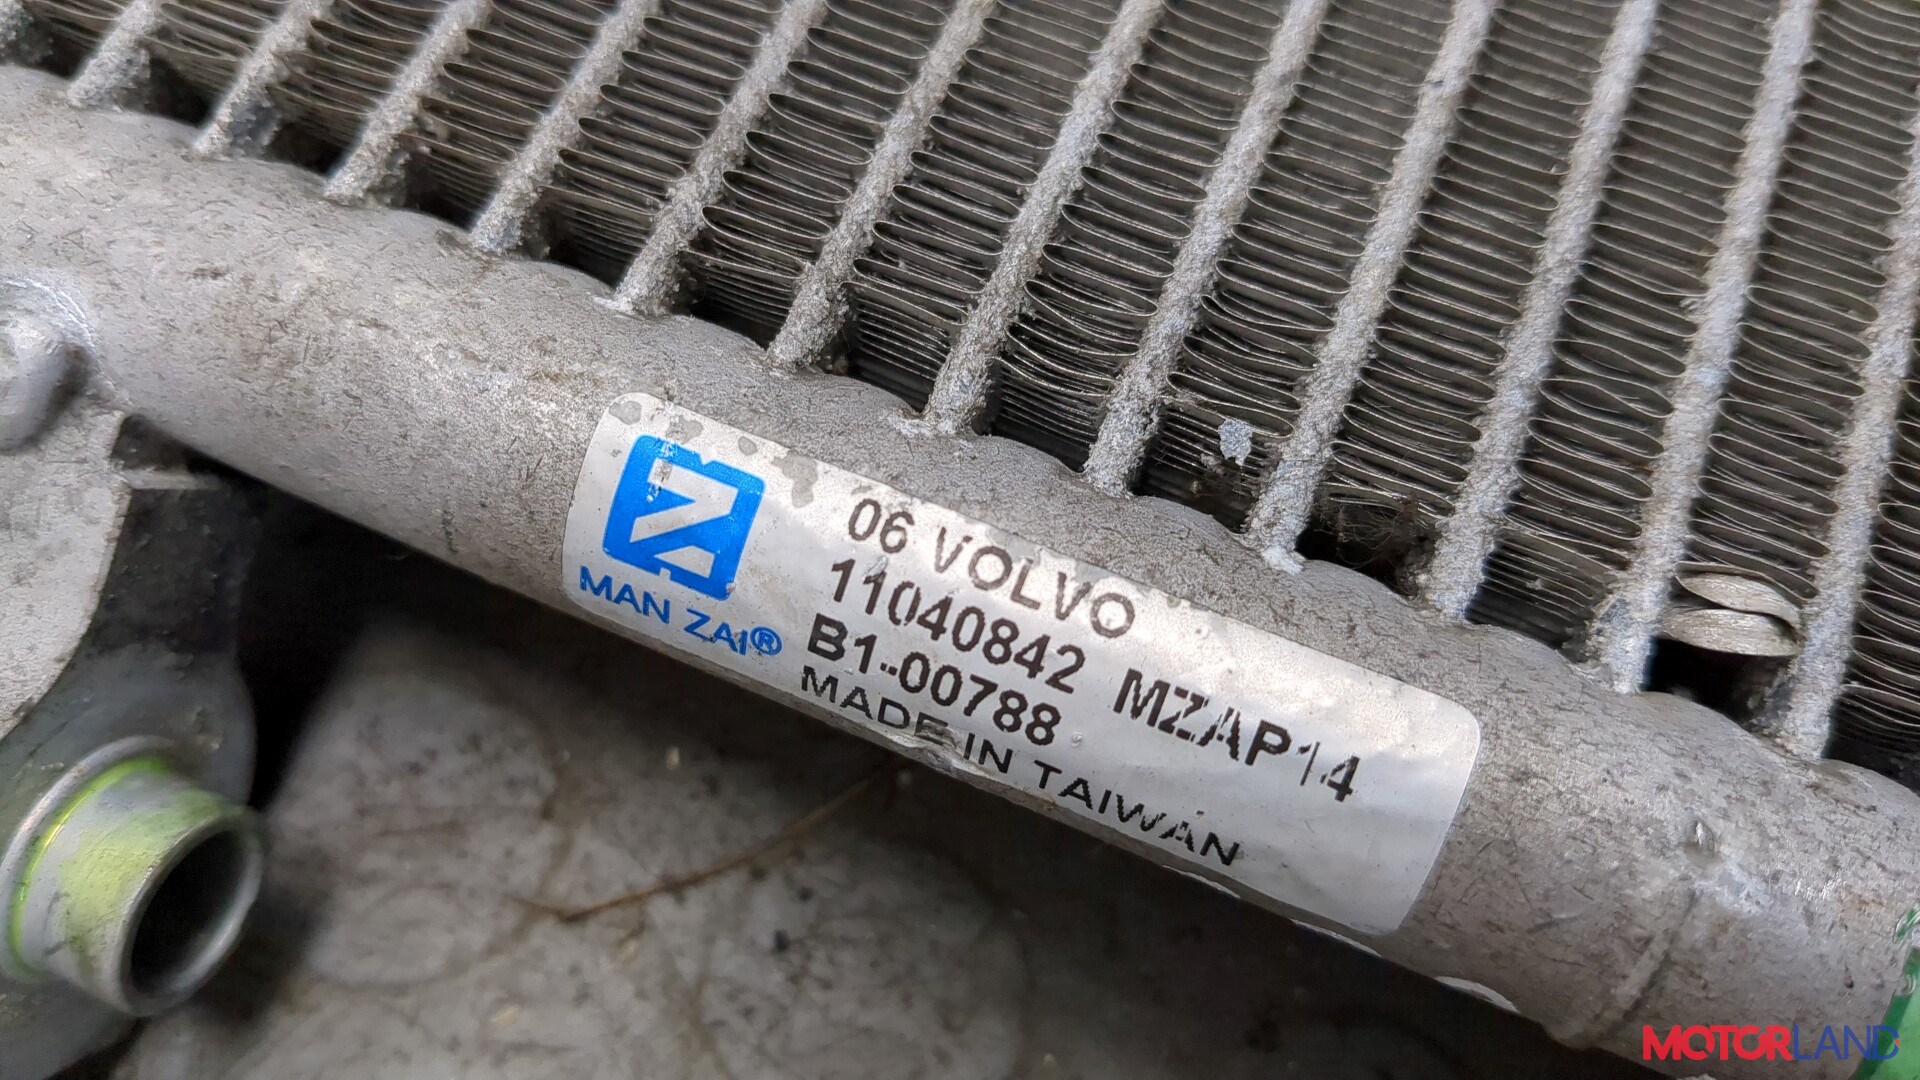 06 VOLVO
11040842 MZAP14
B1-00788
MADE IN TAIWAN
MAN ZAI®
MOTORLAND